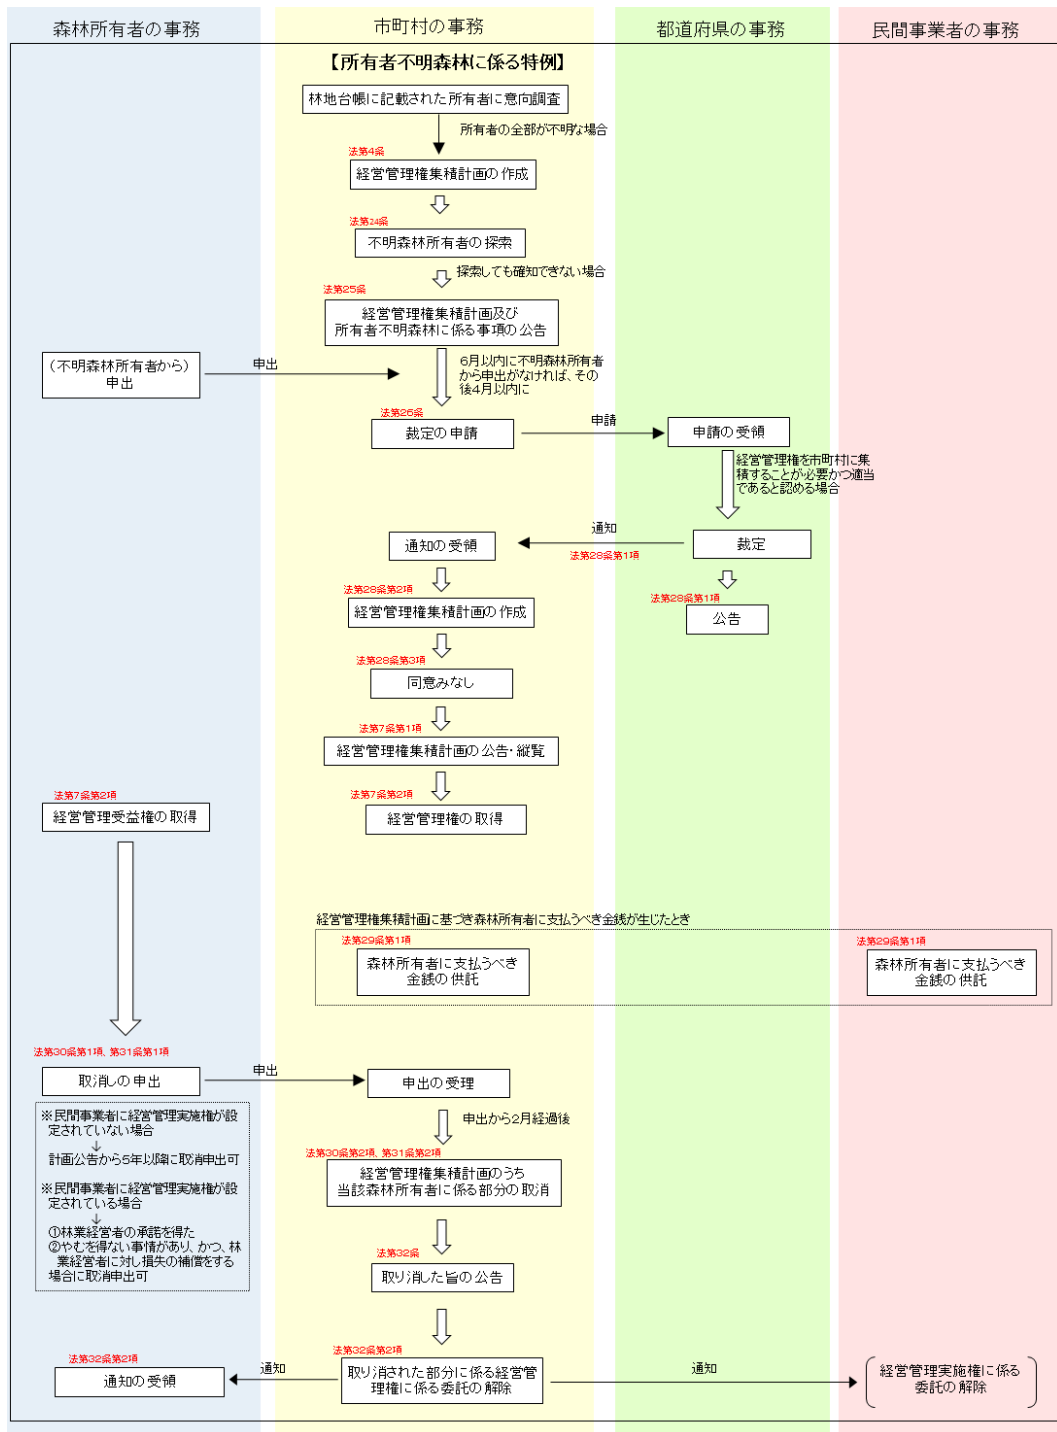 森林所有者の事務
市町村の事務
都道府県の事務
民間事業者の事務
【所有者不明森林に係る特例】
林地台帳に記載された所有者に意向調査
所有者の全部が不明な場合
法第4条
経営管理権集積計画の作成
法第24条
不明森林所有者の探索
探索しても確知できない場合
法第25条
経営管理権集積計画及び
所有者不明森林に係る事項の公告
（不明森林所有者から）
申出
申出
6月以内に不明森林所有者
から申出がなければ、その
後4月以内に
法第26条
裁定の申請
申請
申請の受領
経営管理権を市町村に集
積することが必要かつ適当
であると認める場合
裁定
通知
法第28条第1項
通知の受領
法第28条第1項
公告
法第28条第2項
経営管理権集積計画の作成
法第28条第3項
同意みなし
法第7条第1項
経営管理権集積計画の公告・縦覧
法第7条第2項
経営管理受益権の取得
法第7条第2項
経営管理権の取得
経営管理権集積計画に基づき森林所有者に支払うべき金銭が生じたとき
法第29条第1項
森林所有者に支払うべき
金銭の供託
法第29条第1項
森林所有者に支払うべき
金銭の供託
法第30条第1項、第31条第1項
取消しの申出
申出
申出の受理
※民間事業者に経営管理実施権が設
定されていない場合
↓
計画公告から5年以降に取消申出可
※民間事業者に経営管理実施権が設
定されている場合
↓
①林業経営者の承諾を得た
②やむを得ない事情があり、かつ、林
業経営者に対し損失の補償をする
場合に取消申出可
申出から2月経過後
法第30条第2項、第31条第2項
経営管理権集積計画のうち
当該森林所有者に係る部分の取消
法第32条
取り消した旨の公告
法第32条第2項
取り消された部分に係る経営管
理権に係る委託の解除
通知
法第32条第2項
通知の受領
通知
経営管理実施権に係る
委託の解除